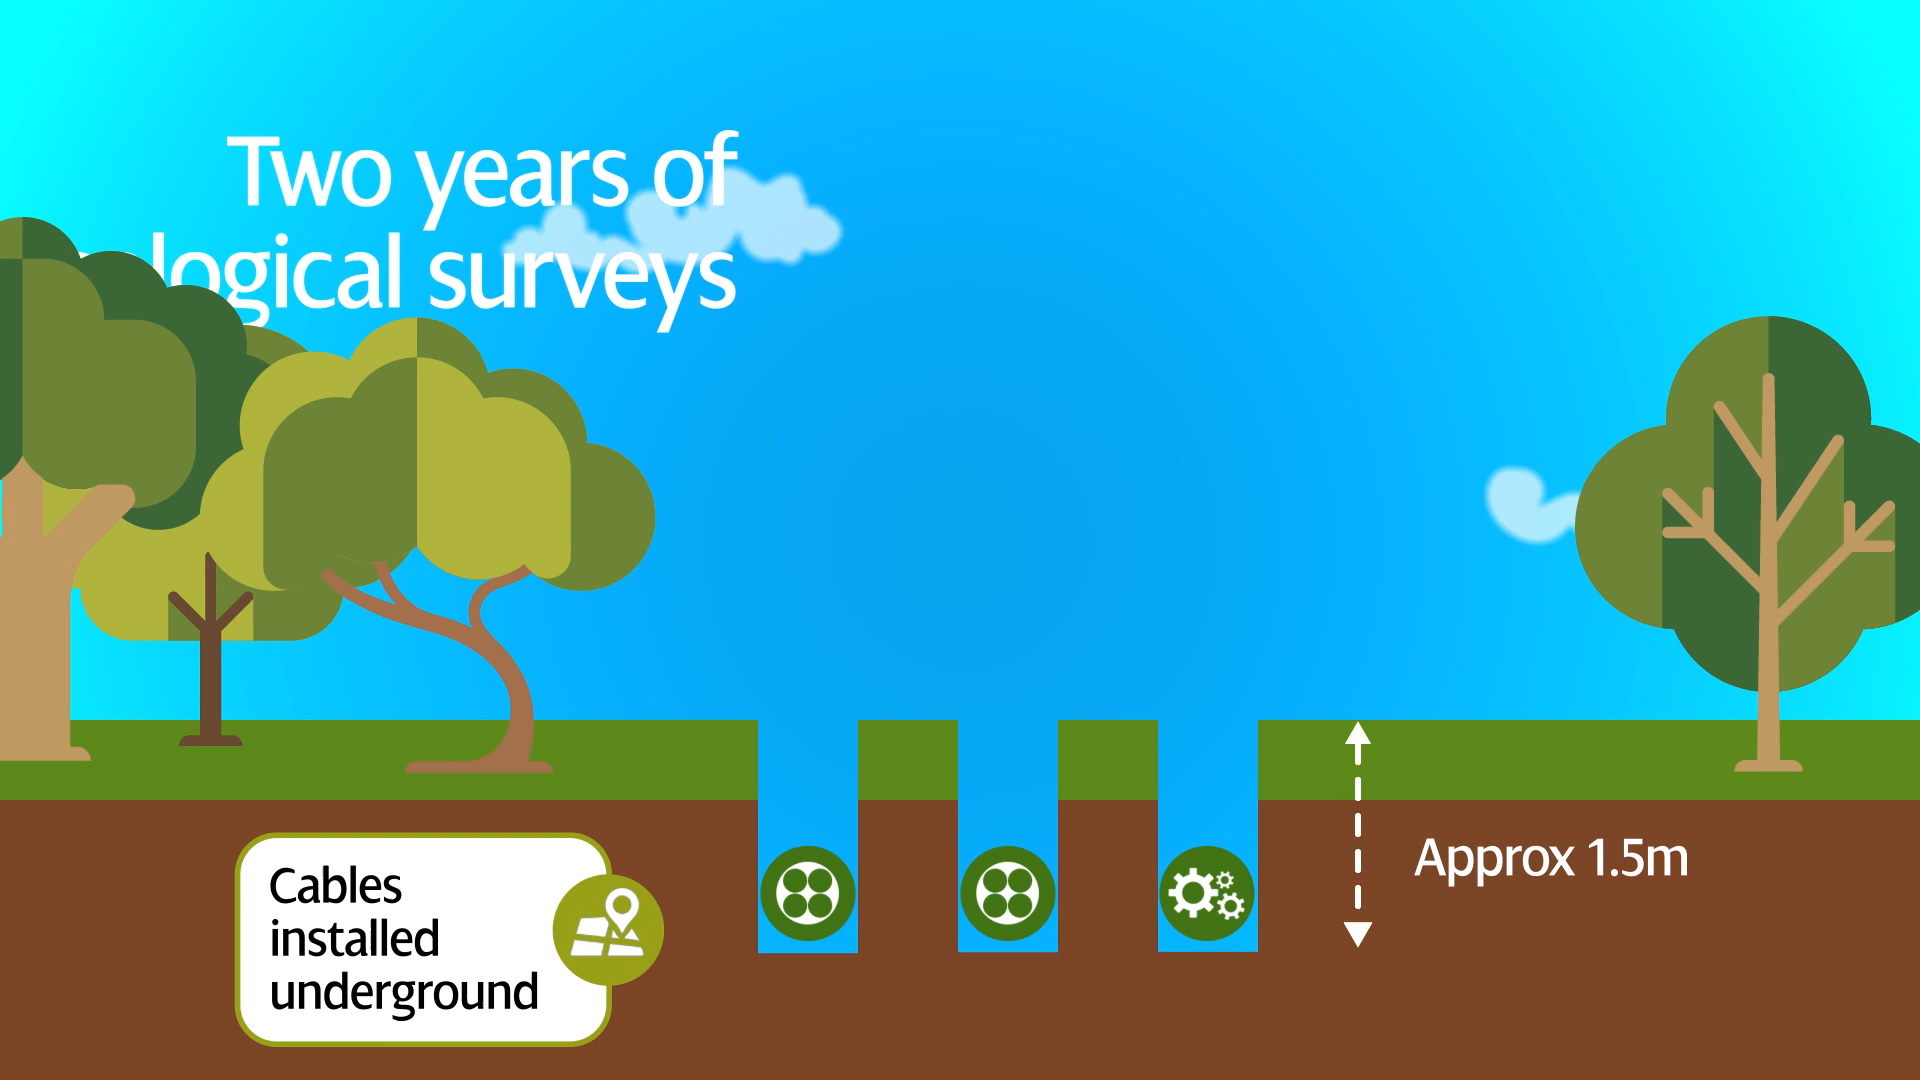 Two years of
logical surveys
Cables
installed
underground
Approx 1.5m